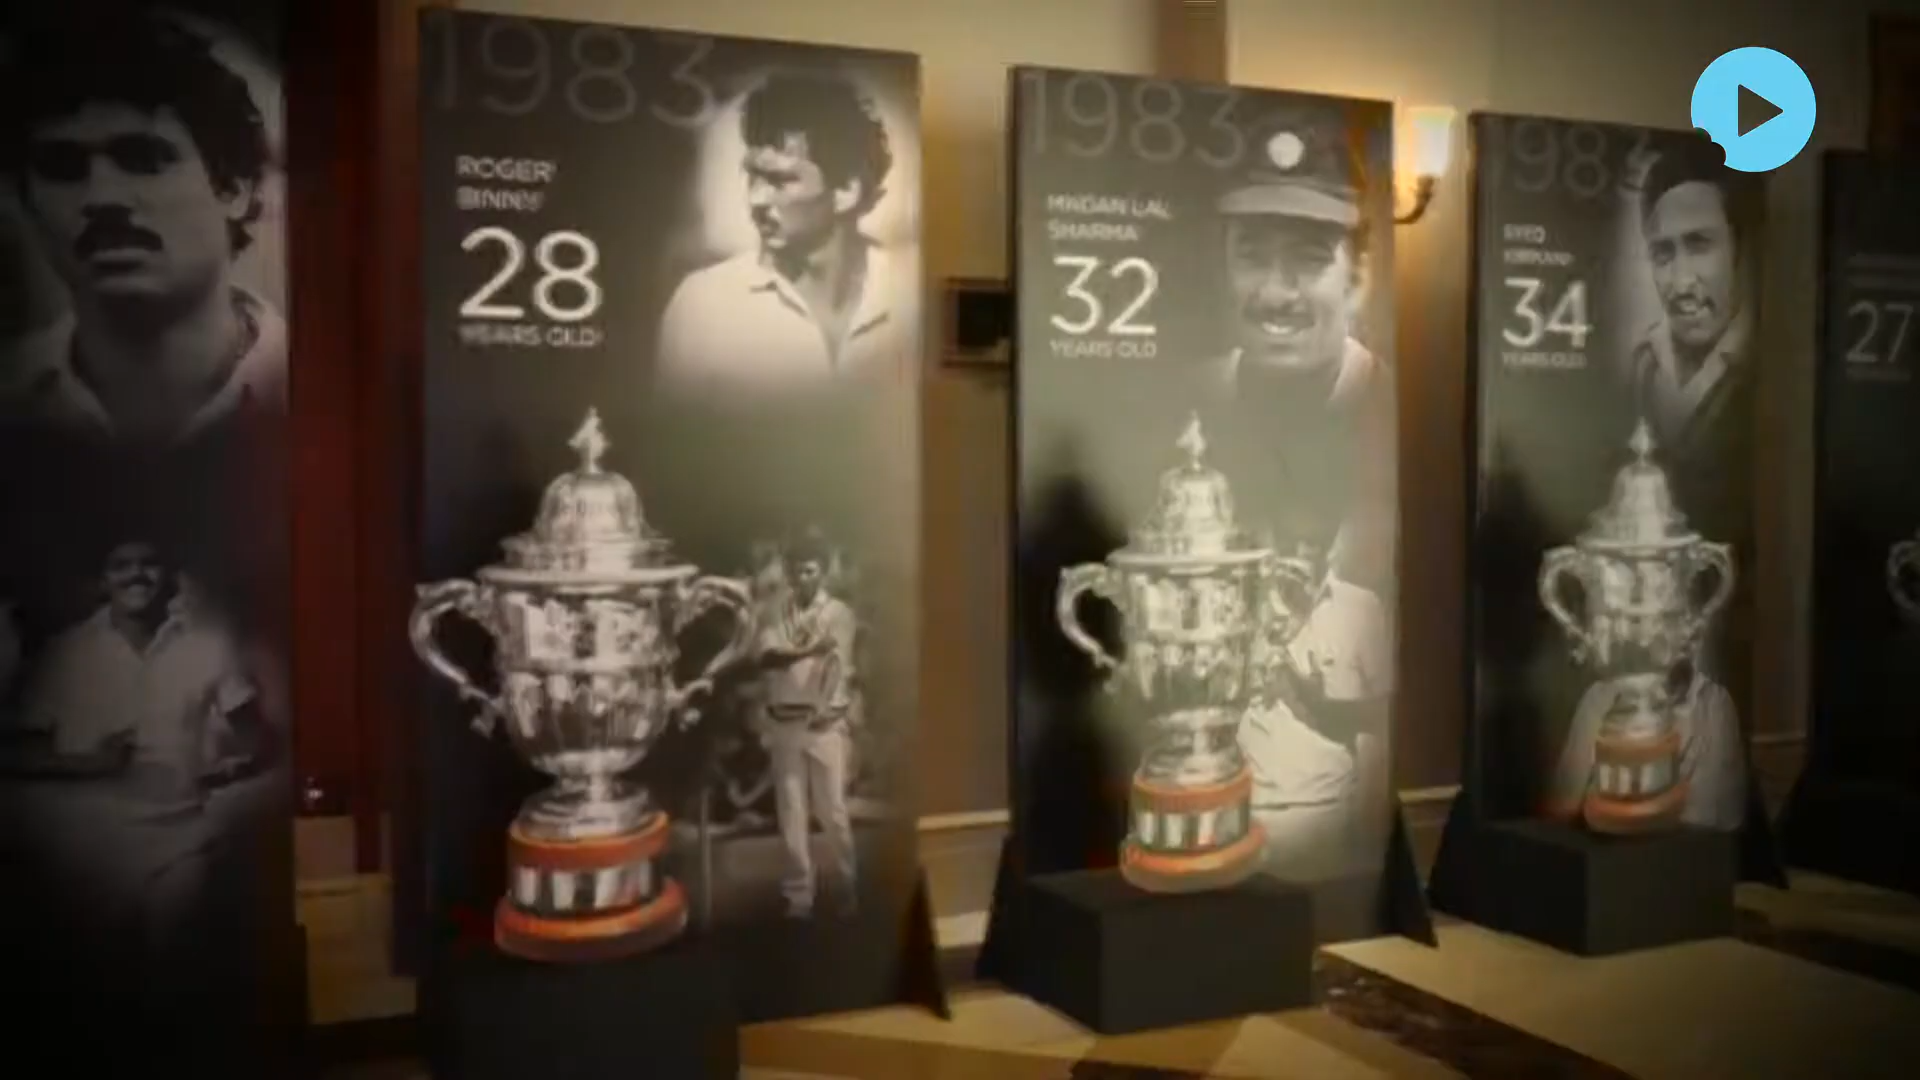 1983
ROGER
BINNY
28
YEARS OLD
1983
MADAN LAL
SHARMA
32
YEARS OLD
1983
SYED
KIRMANI
34
YEARS OLD
27